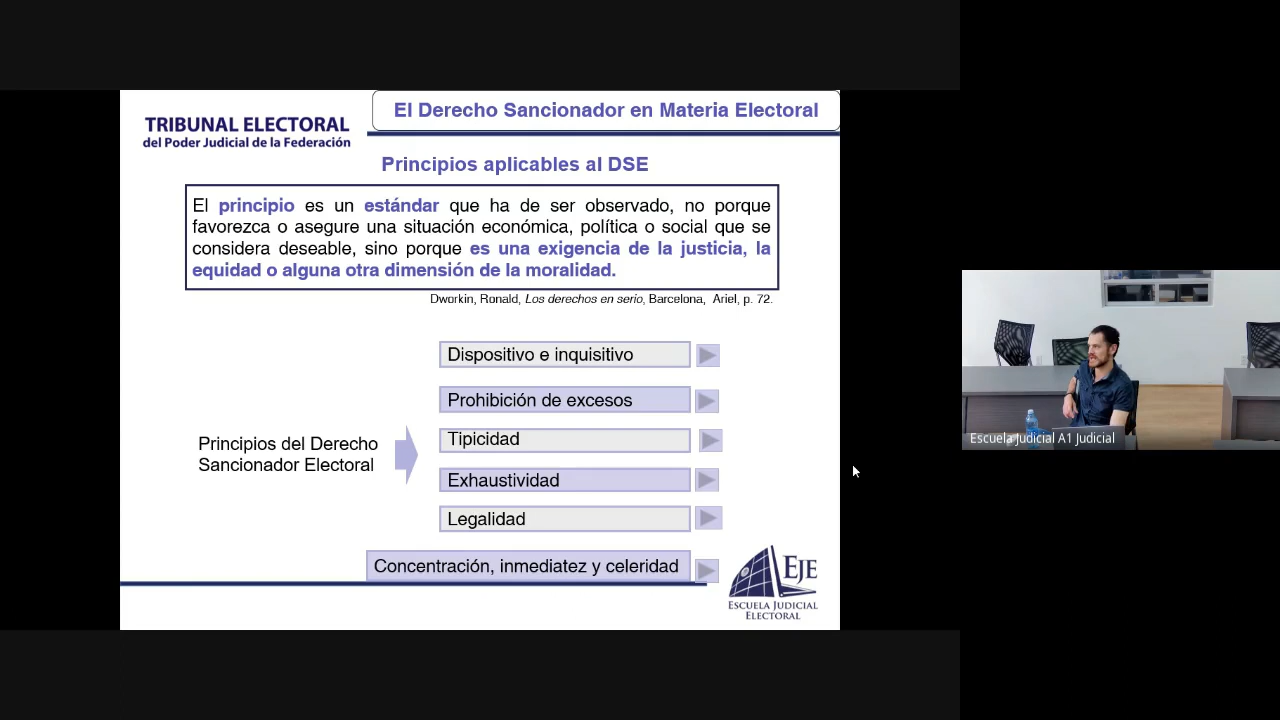 El Derecho Sancionador en Materia Electoral
TRIBUNAL ELECTORAL
del Poder Judicial de la Federación
Principios aplicables al DSE
El principio es un estándar que ha de ser observado, no porque
favorezca o asegure una situación económica, política o social que se
considera deseable, sino porque es una exigencia de la justicia, la
equidad o alguna otra dimensión de la moralidad.
Dworkin, Ronald, Los derechos en serio, Barcelona, Ariel, p. 72.
Principios del Derecho
Sancionador Electoral
Dispositivo e inquisitivo
Prohibición de excesos
Tipicidad
Exhaustividad
Legalidad
Concentración, inmediatez y celeridad
EJE
ESCUELA JUDICIAL
ELECTORAL
Escuela Judicial A1 Judicial